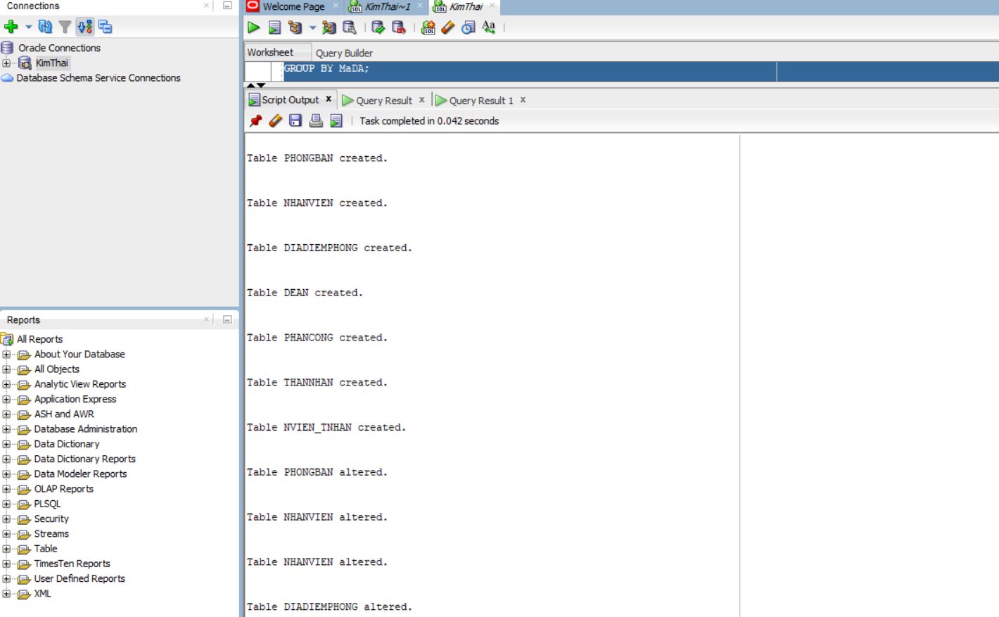 Connections
Oracle Connections
KimThai
Database Schema Service Connections
Reports
All Reports
About Your Database
All Objects
Analytic View Reports
Application Express
ASH and AWR
Database Administration
Data Dictionary
Data Dictionary Reports
Data Modeler Reports
OLAP Reports
PLSQL
Security
Streams
Table
TimesTen Reports
User Defined Reports
XML
Welcome Page KimThai~1 KimThai
Worksheet Query Builder
GROUP BY MaDA;
Script Output x Query Result x Query Result 1 x
Task completed in 0.042 seconds
Table PHONGBAN created.
Table NHANVIEN created.
Table DIADIEMPHONG created.
Table DEAN created.
Table PHANCONG created.
Table THANNHAN created.
Table NVIEN_TNHAN created.
Table PHONGBAN altered.
Table NHANVIEN altered.
Table NHANVIEN altered.
Table DIADIEMPHONG altered.